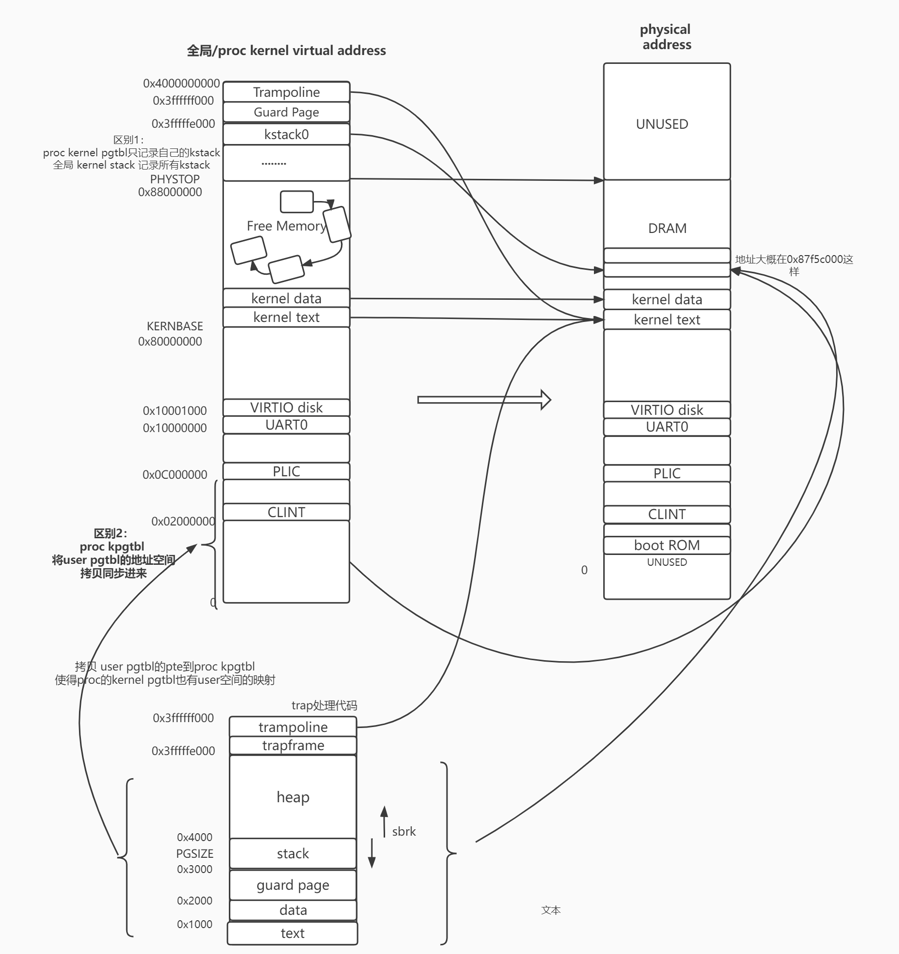 全局/proc kernel virtual address
physical
address
0x4000000000
Trampoline
0x3ffffff000
Guard Page
0x3fffffe000
kstack0
区别1：
proc kernel pgtbl只记录自己的kstack
全局 kernel stack 记录所有kstack
........
PHYSTOP
0x88000000
Free Memory
kernel data
kernel text
KERNBASE
0x80000000
0x10001000
VIRTIO disk
0x10000000
UART0
0x0C000000
PLIC
CLINT
0x02000000
区别2：
proc kpgtbl
将user pgtbl的地址空间
拷贝同步进来
0
UNUSED
DRAM
地址大概在0x87f5c000这
样
kernel data
kernel text
VIRTIO disk
UART0
PLIC
CLINT
boot ROM
UNUSED
0
拷贝 user pgtbl的pte到proc kpgtbl
使得proc的kernel pgtbl也有user空间的映射
trap处理代码
0x3ffffff000
trampoline
trapframe
0x3ffffe000
heap
sbrk
0x4000
PGSIZE
stack
0x3000
guard page
0x2000
data
0x1000
text
文本